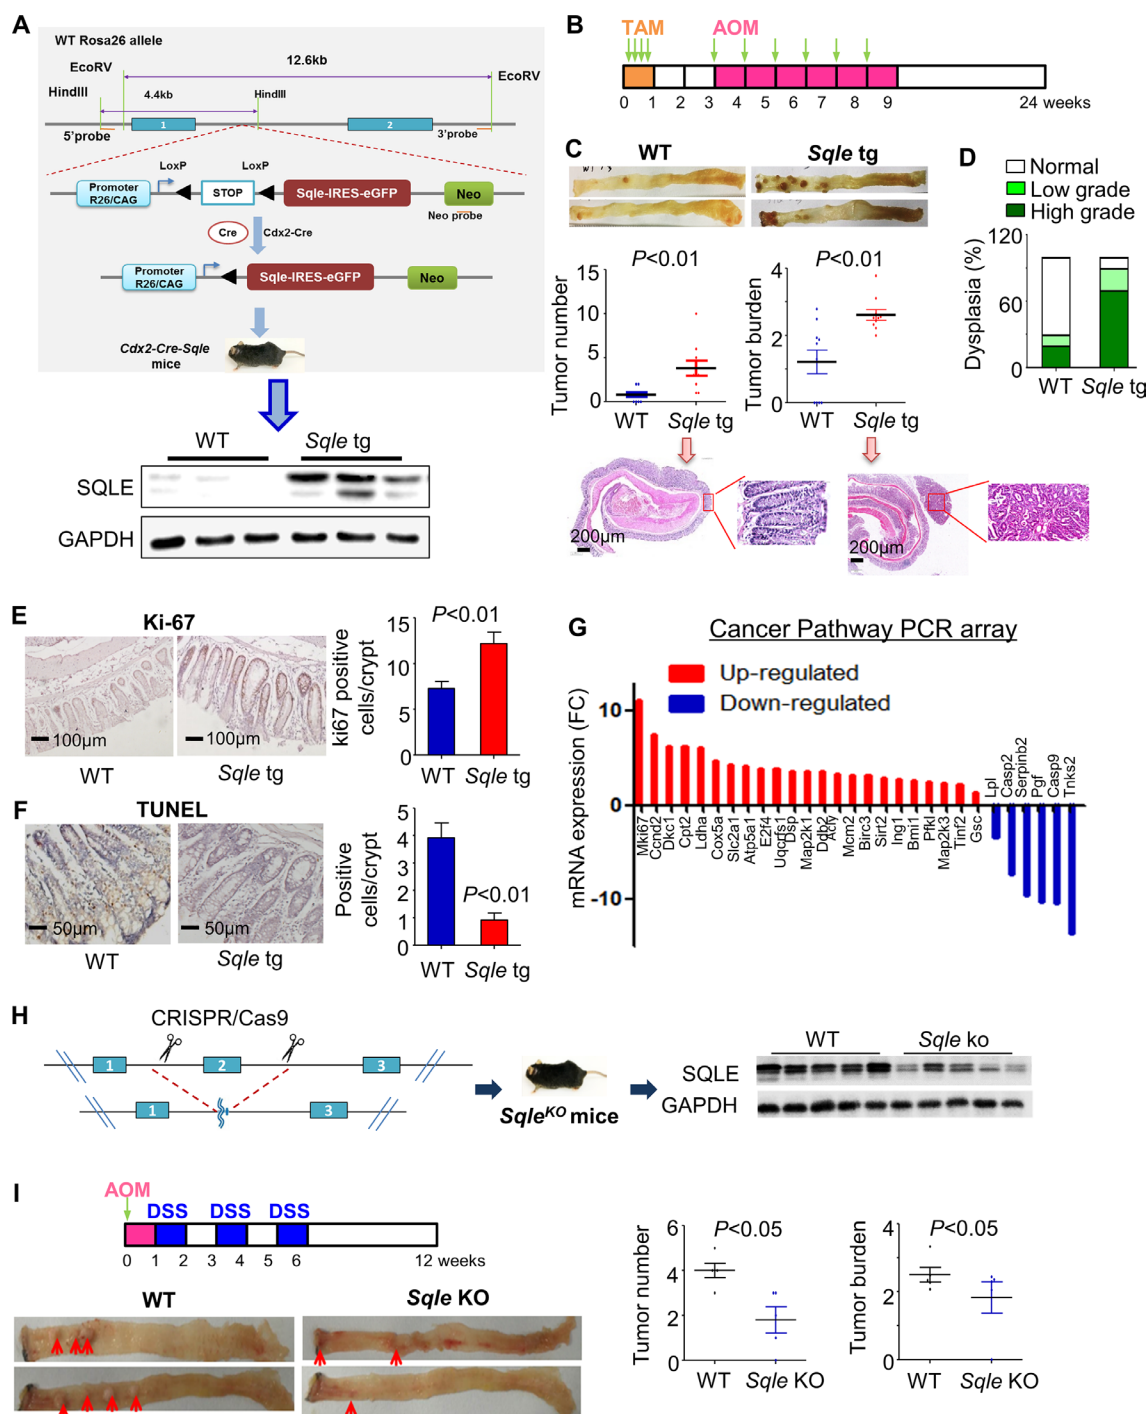 A
WT Rosa26 allele
EcoRV
12.6kb
EcoRV
HindIII
4.4kb
HindIII
1
2
5'probe
3'probe
LoxP
LoxP
Promoter
R26/CAG
STOP
Sqle-IRES-eGFP
Neo
Neo probe
Cre
Cdx2-Cre
Promoter
R26/CAG
Sqle-IRES-eGFP
Neo
Cdx2-Cre-Sqle
mice
WT
Sqle tg
SQLE
GAPDH
B
TAM
AOM
0 1 2 3 4 5 6 7 8 9 24 weeks
C
WT
Sqle tg
P<0.01
Tumor number
15
10
5
0
WT
Sqle tg
P<0.01
Tumor burden
4
2
0
WT
Sqle tg
200µm
200µm
D
Normal
Low grade
High grade
Dysplasia (%)
120
60
0
WT
Sqle tg
E
Ki-67
100µm
100µm
WT
Sqle tg
ki67 positive
cells/crypt
P<0.01
15
10
5
0
WT
Sqle tg
F
TUNEL
50µm
50µm
WT
Sqle tg
Positive
cells/crypt
5
4
3
2
1
0
P<0.01
WT
Sqle tg
G
Cancer Pathway PCR array
Up-regulated
Down-regulated
mRNA expression (FC)
10
0
-10
Mki67
Ccnd2
Dkc1
Cpt2
Ldha
Cox5a
Slc2a1
Atp5a1
E2f4
Uqcrfs1
Dsp
Map2k1
Ddb2
Acly
Mcm2
Birc3
Sirt2
Ing1
Bmi1
Pfkl
Map2k3
Tinf2
Gsc
Lpl
Casp2
Serpinb2
Pgf
Casp9
Tnks2
H
CRISPR/Cas9
1
2
3
1
3
SqleKO mice
WT
Sqle ko
SQLE
GAPDH
I
AOM
DSS DSS DSS
0 1 2 3 4 5 6 12 weeks
WT
Sqle KO
Tumor number
P<0.05
6
4
2
0
WT
Sqle KO
Tumor burden
P<0.05
4
2
0
WT
Sqle KO